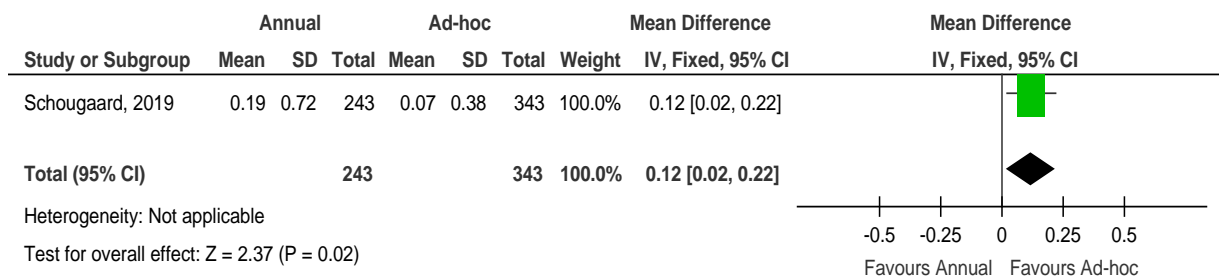 Annual Ad-hoc Mean Difference Mean Difference
Study or Subgroup Mean SD Total Mean SD Total Weight IV, Fixed, 95% CI IV, Fixed, 95% CI
Schougaard, 2019 0.19 0.72 243 0.07 0.38 343 100.0% 0.12 [0.02, 0.22]
Total (95% CI) 243 343 100.0% 0.12 [0.02, 0.22]
Heterogeneity: Not applicable
Test for overall effect: Z = 2.37 (P = 0.02)
-0.5 -0.25 0 0.25 0.5
Favours Annual Favours Ad-hoc